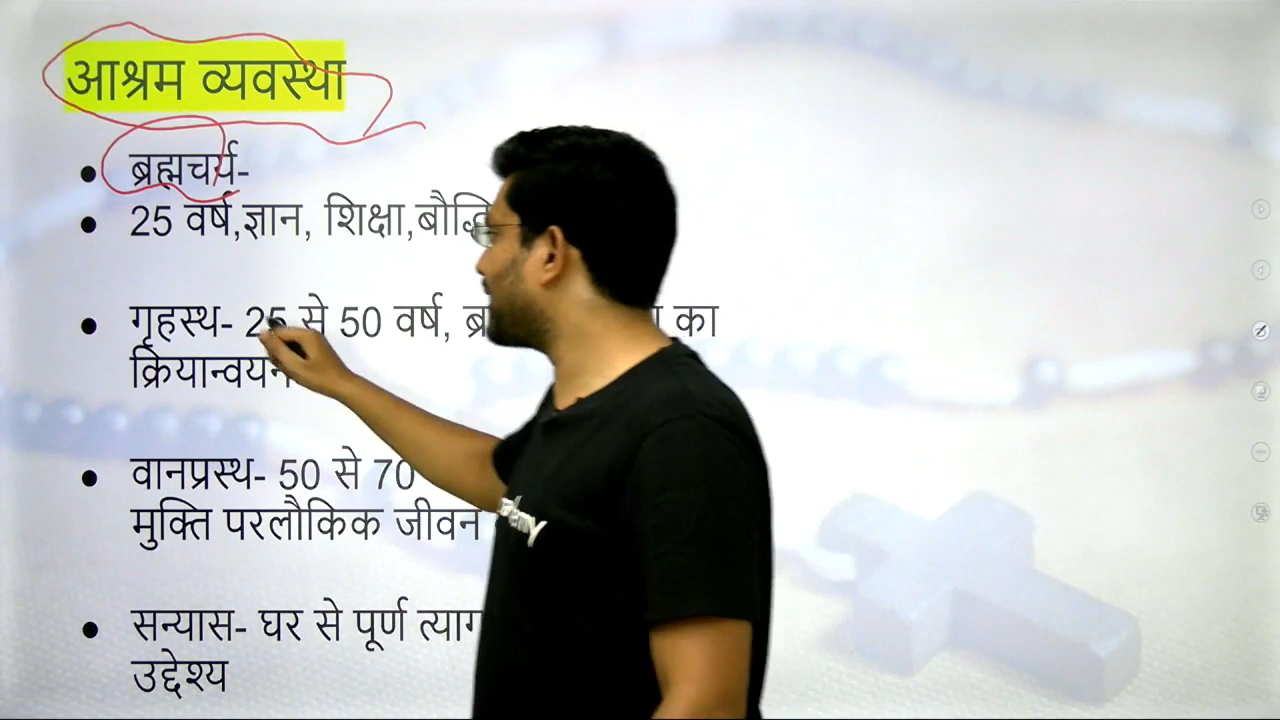 आश्रम व्यवस्था
ब्रह्मचर्य-
25 वर्ष,ज्ञान, शिक्षा,
गृहस्थ- 25 से 50 वर्ष, का
क्रियान्वयन
वानप्रस्थ- 50 से 70
मुक्ति परलौकिक जीवन
सन्यास- घर से पूर्ण त्याग
उद्देश्य